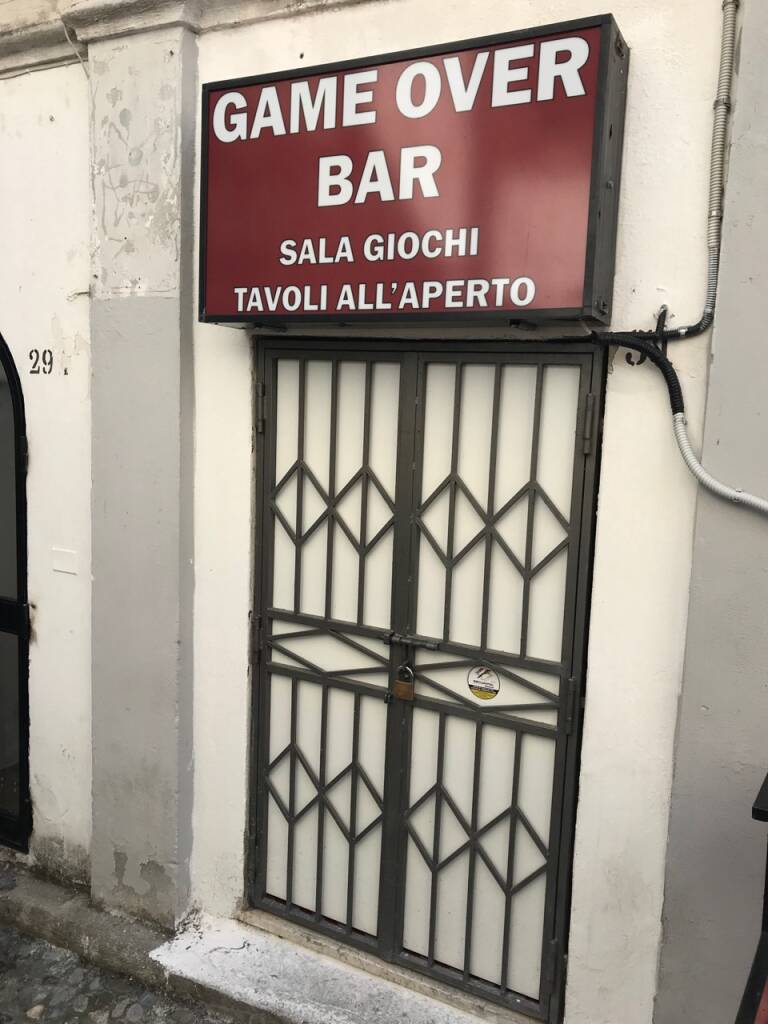 GAME OVER
BAR
SALA GIOCHI
TAVOLI ALL'APERTO
29